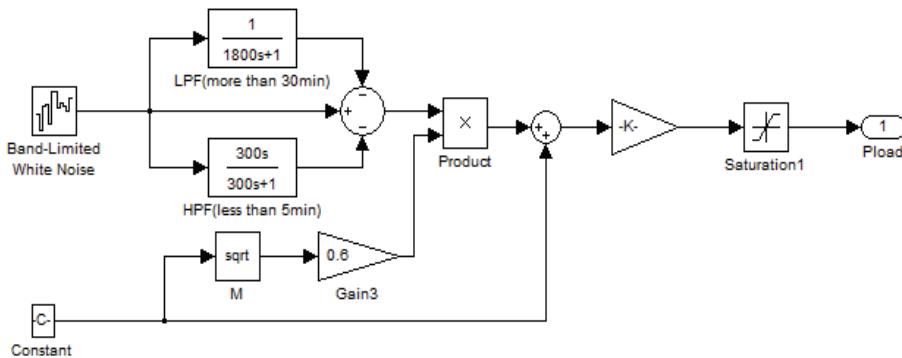 1
1800s+1
LPF(more than 30min)
Band-Limited
White Noise
−
+
−
300s
300s+1
HPF(less than 5min)
×
Product
+
+
-K-
Saturation1
1
Pload
sqrt
M
0.6
Gain3
-C-
Constant